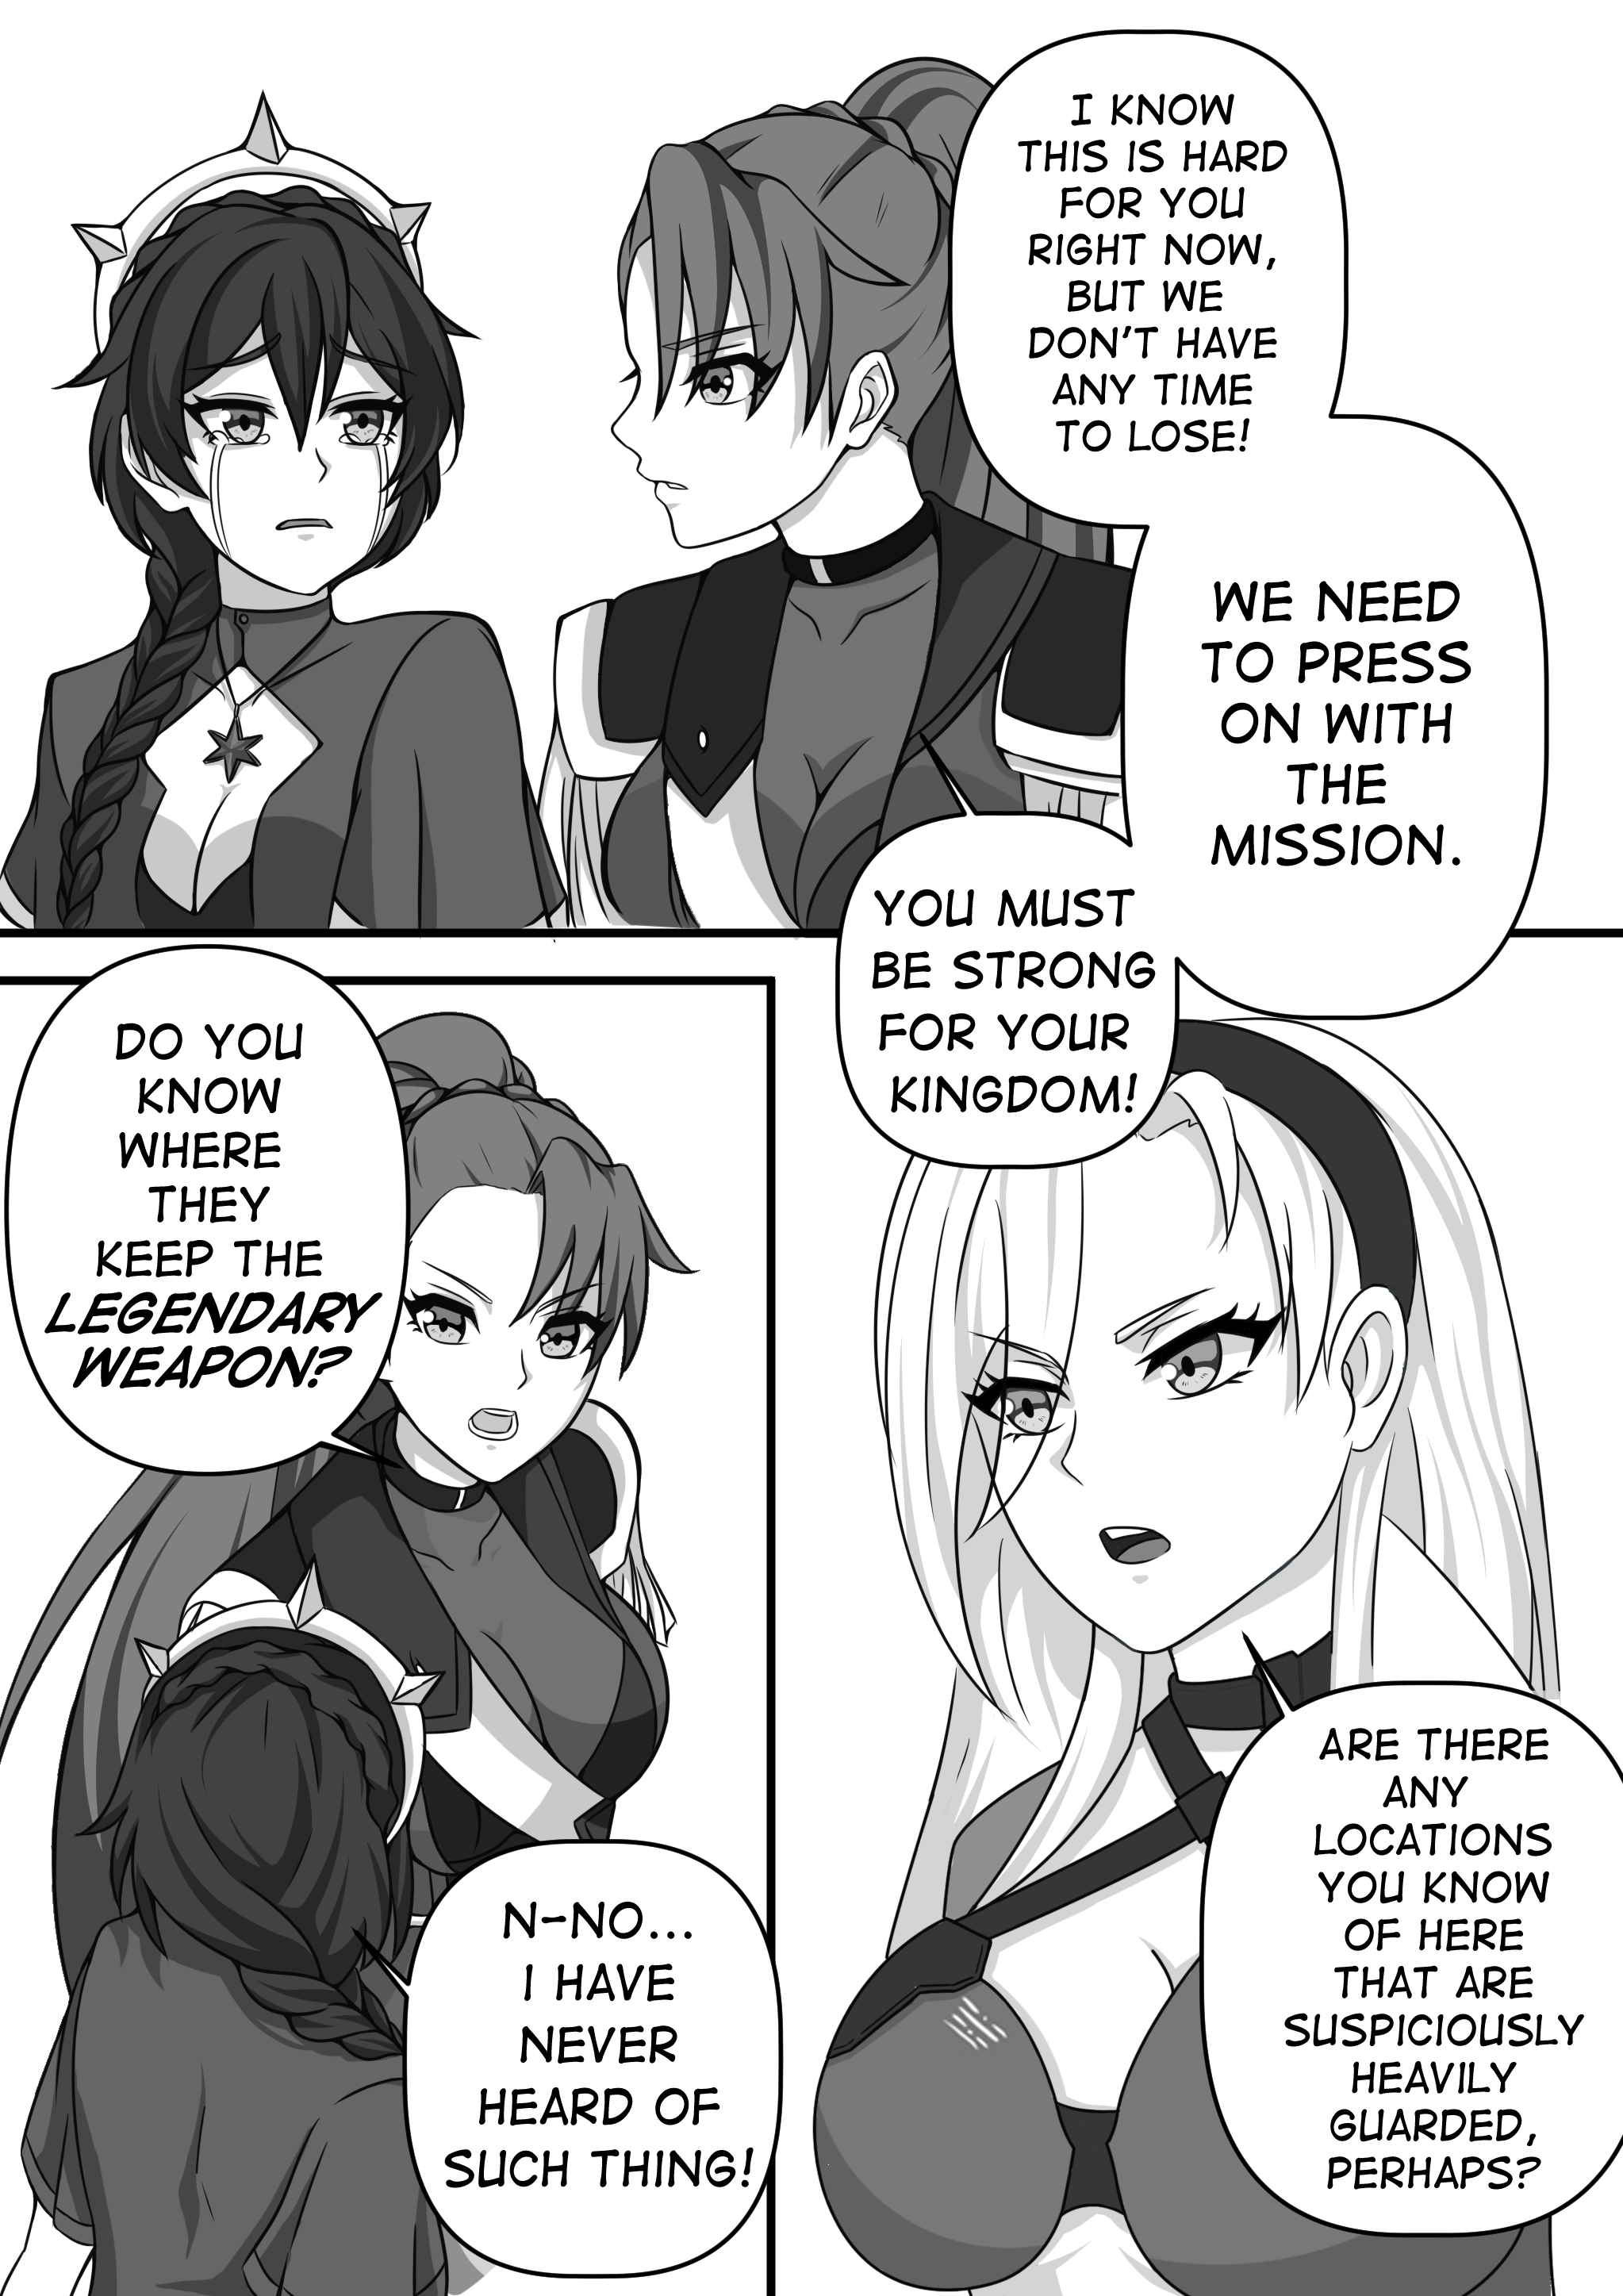 I KNOW
THIS IS HARD
FOR YOU
RIGHT NOW,
BUT WE
DON'T HAVE
ANY TIME
TO LOSE!
WE NEED
TO PRESS
ON WITH
THE
MISSION.
YOU MUST
BE STRONG
FOR YOUR
KINGDOM!
DO YOU
KNOW
WHERE
THEY
KEEP THE
LEGENDARY
WEAPON?
N-NO...
I HAVE
NEVER
HEARD OF
SUCH THING!
ARE THERE
ANY
LOCATIONS
YOU KNOW
OF HERE
THAT ARE
SUSPICIOUSLY
HEAVILY
GUARDED,
PERHAPS?